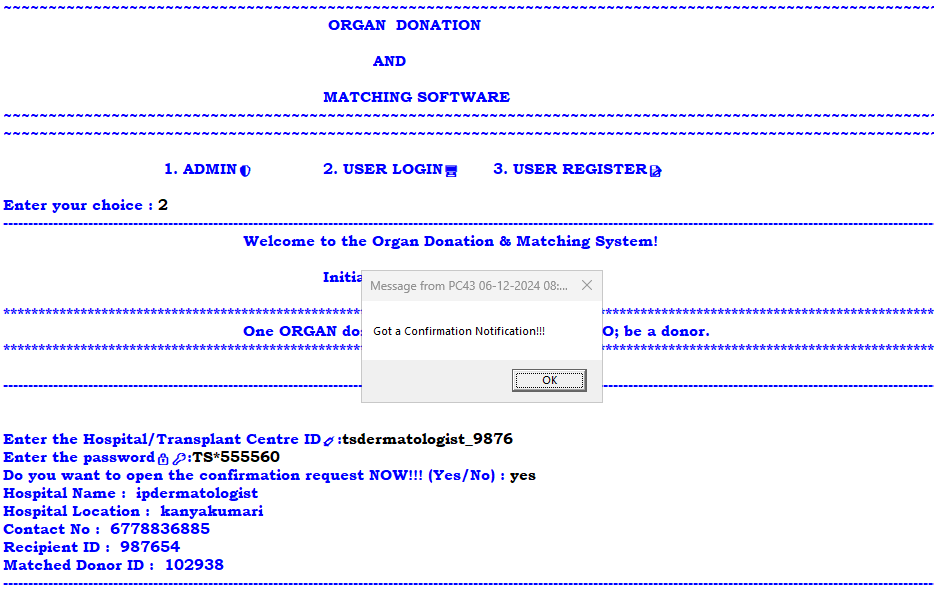 ORGAN DONATION
AND
MATCHING SOFTWARE
1. ADMIN 2. USER LOGIN 3. USER REGISTER
Enter your choice : 2
Welcome to the Organ Donation & Matching System!
Message from PC43 06-12-2024 08:...
Got a Confirmation Notification!!!
OK
One ORGAN O; be a donor.
Enter the Hospital/Transplant Centre ID :tsdermatologist_9876
Enter the password :TS*555560
Do you want to open the confirmation request NOW!!! (Yes/No) : yes
Hospital Name : ipdermatologist
Hospital Location : kanyakumari
Contact No : 6778836885
Recipient ID : 987654
Matched Donor ID : 102938